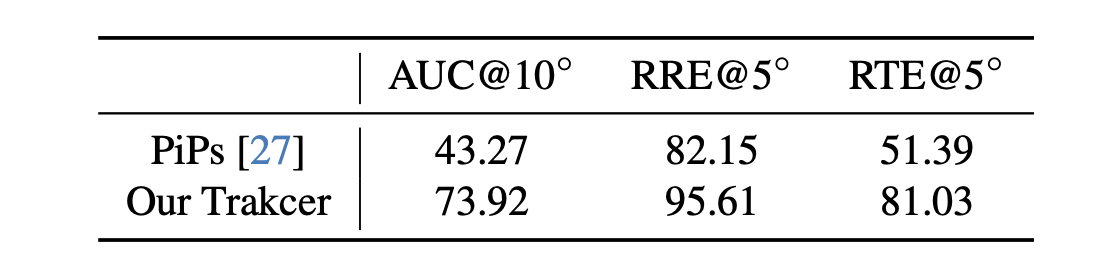 AUC@10° RRE@5° RTE@5°
PiPs [27] 43.27 82.15 51.39
Our Trakcer 73.92 95.61 81.03